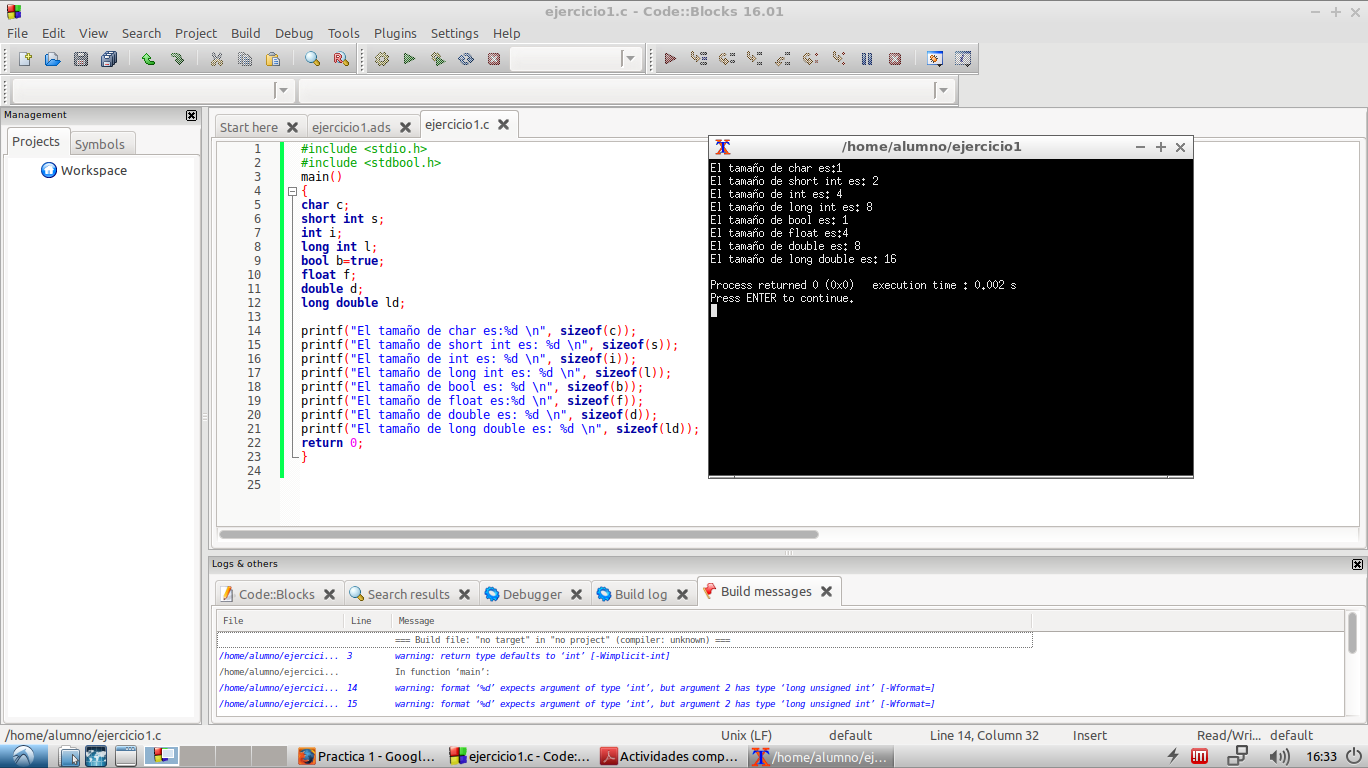 ejercicio1.c - Code::Blocks 16.01
File Edit View Search Project Build Debug Tools Plugins Settings Help
Management
Projects Symbols
Workspace
Start here ejercicio1.ads ejercicio1.c
1 #include <stdio.h>
2 #include <stdbool.h>
3 main()
4 {
5 char c;
6 short int s;
7 int i;
8 long int l;
9 bool b=true;
10 float f;
11 double d;
12 long double ld;
13
14 printf("El tamaño de char es:%d \n", sizeof(c));
15 printf("El tamaño de short int es: %d \n", sizeof(s));
16 printf("El tamaño de int es: %d \n", sizeof(i));
17 printf("El tamaño de long int es: %d \n", sizeof(l));
18 printf("El tamaño de bool es: %d \n", sizeof(b));
19 printf("El tamaño de float es:%d \n", sizeof(f));
20 printf("El tamaño de double es: %d \n", sizeof(d));
21 printf("El tamaño de long double es: %d \n", sizeof(ld));
22 return 0;
23 }
24
25
/home/alumno/ejercicio1
El tamaño de char es:1
El tamaño de short int es: 2
El tamaño de int es: 4
El tamaño de long int es: 8
El tamaño de bool es: 1
El tamaño de float es:4
El tamaño de double es: 8
El tamaño de long double es: 16
Process returned 0 (0x0) execution time : 0.002 s
Press ENTER to continue.
Logs & others
Code::Blocks Search results Debugger Build log Build messages
File Line Message
=== Build file: "no target" in "no project" (compiler: unknown) ===
/home/alumno/ejercici... 3 warning: return type defaults to ‘int’ [-Wimplicit-int]
/home/alumno/ejercici... In function ‘main’:
/home/alumno/ejercici... 14 warning: format ‘%d’ expects argument of type ‘int’, but argument 2 has type ‘long unsigned int’ [-Wformat=]
/home/alumno/ejercici... 15 warning: format ‘%d’ expects argument of type ‘int’, but argument 2 has type ‘long unsigned int’ [-Wformat=]
/home/alumno/ejercicio1.c Unix (LF) default Line 14, Column 32 Insert Read/Wri... default
Practica 1 - Googl... ejercicio1.c - Code:... Actividades comp... /home/alumno/ej... 16:33